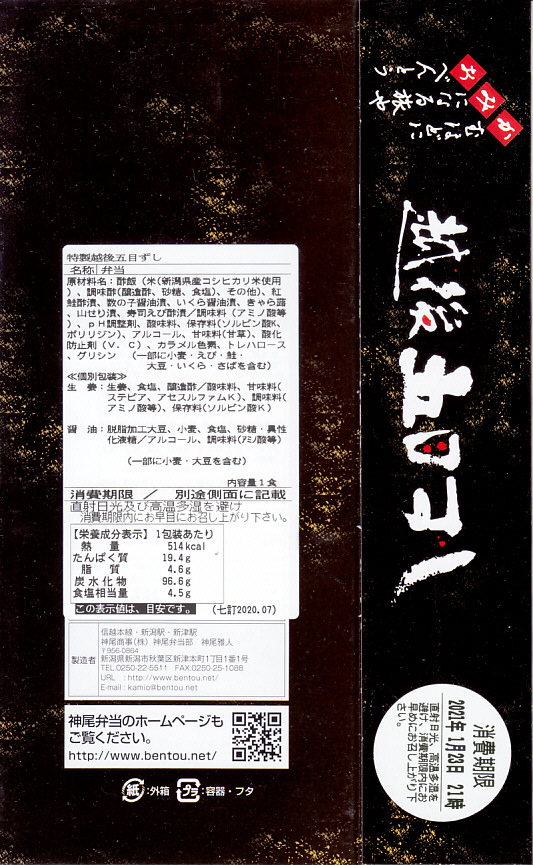 特製越後五目ずし
名称 弁当
原材料名：酢飯（米（新潟県産コシヒカリ米使用
）、調味酢（醸造酢、砂糖、食塩）、その他）、紅
鮭酢漬、数の子醤油漬、いくら醤油漬、きゃら蕗
、山せり漬、寿司えび酢漬／調味料（アミノ酸等
）、ｐＨ調整剤、酸味料、保存料（ソルビン酸K、
ポリリジン）、アルコール、甘味料（甘草）、酸化
防止剤（V．C）、カラメル色素、トレハロース
、グリシン （一部に小麦・えび・鮭・
大豆・いくら・さばを含む）
≪個別包装≫
生　姜：生姜、食塩、醸造酢／酸味料、甘味料（
ステビア、アセスルファムK）、調味料（
アミノ酸等）、保存料（ソルビン酸K）
醤　油：脱脂加工大豆、小麦、食塩、砂糖・異性
化液糖／アルコール、調味料（アミノ酸等）
（一部に小麦・大豆を含む）
内容量１食
消費期限 ／ 別途側面に記載
直射日光及び高温多湿を避け
消費期限内にお早目にお召し上がり下さい。
【栄養成分表示】1包装あたり
熱　量 514kcal
たんぱく質 19.4g
脂　質 4.6g
炭水化物 96.6g
食塩相当量 4.5g
この表示値は、目安です。 （七訂2020.07）
製造者
信越本線・新潟駅・新津駅
神尾商事（株） 神尾弁当部 神尾雅人
〒956-0864
新潟県新潟市秋葉区新津本町1丁目1番1号
TEL 0250-22-5511 FAX.0250-25-1088
URL : http://www.bentou.net/
E-mail : kamio@bentou.net
神尾弁当のホームページも
ご覧ください。
http://www.bentou.net/
紙：外箱 プラ：容器・フタ
かむほどに
みになる旅や
おべんとう
越後五目ずし
消費期限
2021年 1月23日 21時
直射日光、高温多湿を
避け、消費期限内にお
早めにお召し上がり下
さい。